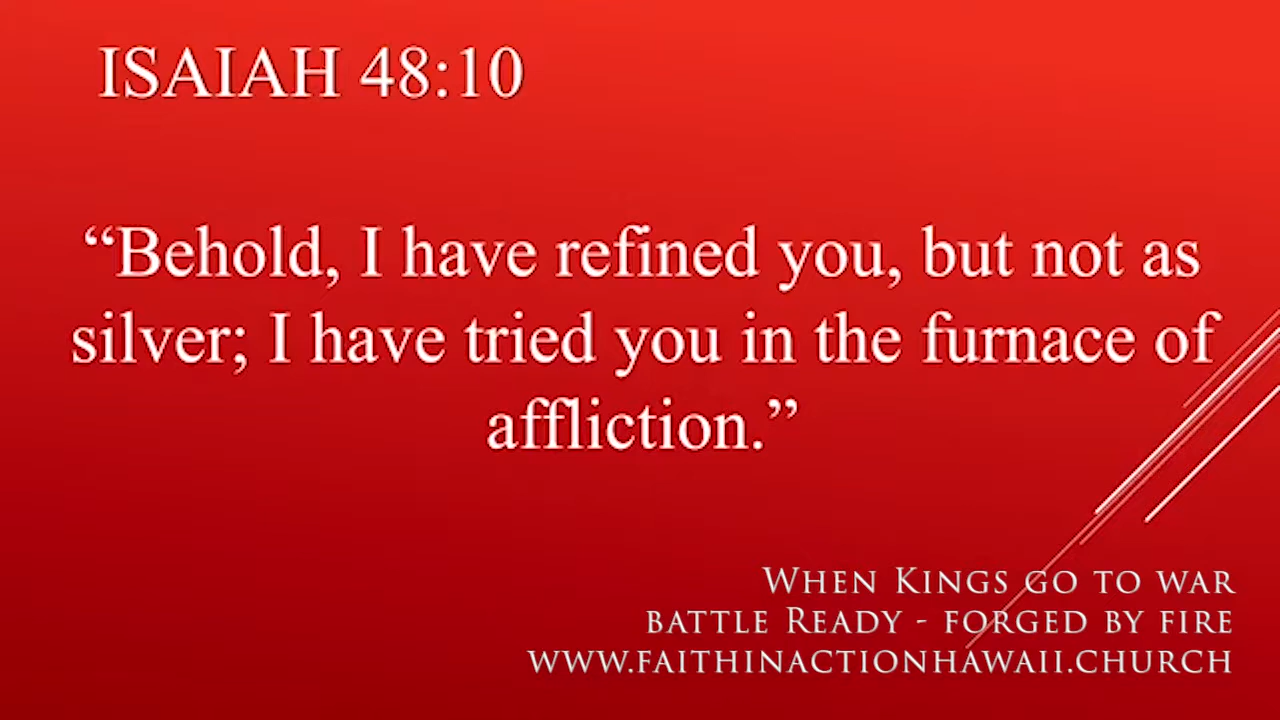 ISAIAH 48:10
“Behold, I have refined you, but not as
silver; I have tried you in the furnace of
affliction.”
When Kings go to war
battle Ready - forged by fire
www.faithinactionhawaii.church